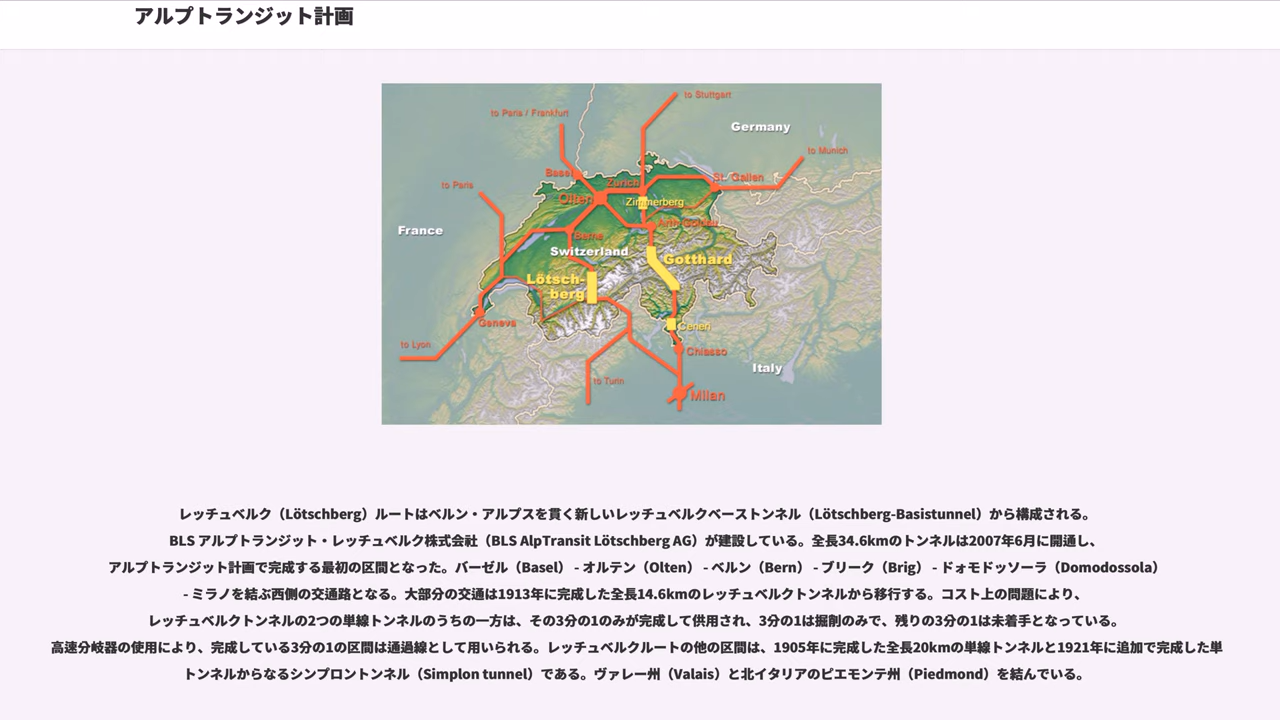 アルプトランジット計画
to Stuttgart
to Paris / Frankfurt
Germany
to Munich
Basel
Zurich
St. Gallen
to Paris
Olten
Zimmerberg
Arth-Goldau
France
Berne
Switzerland
Gotthard
Lötsch-
berg
Geneva
Ceneri
to Lyon
Chiasso
Italy
to Turin
Milan
レッチュベルク（Lötschberg）ルートはベルン・アルプスを貫く新しいレッチュベルクベーストンネル（Lötschberg-Basistunnel）から構成される。
BLS アルプトランジット・レッチュベルク株式会社（BLS AlpTransit Lötschberg AG）が建設している。全長34.6kmのトンネルは2007年6月に開通し、
アルプトランジット計画で完成する最初の区間となった。バーゼル（Basel） - オルテン（Olten） - ベルン（Bern） - ブリーク（Brig） - ドォモドッソーラ（Domodossola）
- ミラノを結ぶ西側の交通路となる。大部分の交通は1913年に完成した全長14.6kmのレッチュベルクトンネルから移行する。コスト上の問題により、
レッチュベルクトンネルの2つの単線トンネルのうちの一方は、その3分の1のみが完成して供用され、3分の1は掘削のみで、残りの3分の1は未着手となっている。
高速分岐器の使用により、完成している3分の1の区間は通過線として用いられる。レッチュベルクルートの他の区間は、1905年に完成した全長20kmの単線トンネルと1921年に追加で完成した単
トンネルからなるシンプロントンネル（Simplon tunnel）である。ヴァレー州（Valais）と北イタリアのピエモンテ州（Piedmond）を結んでいる。